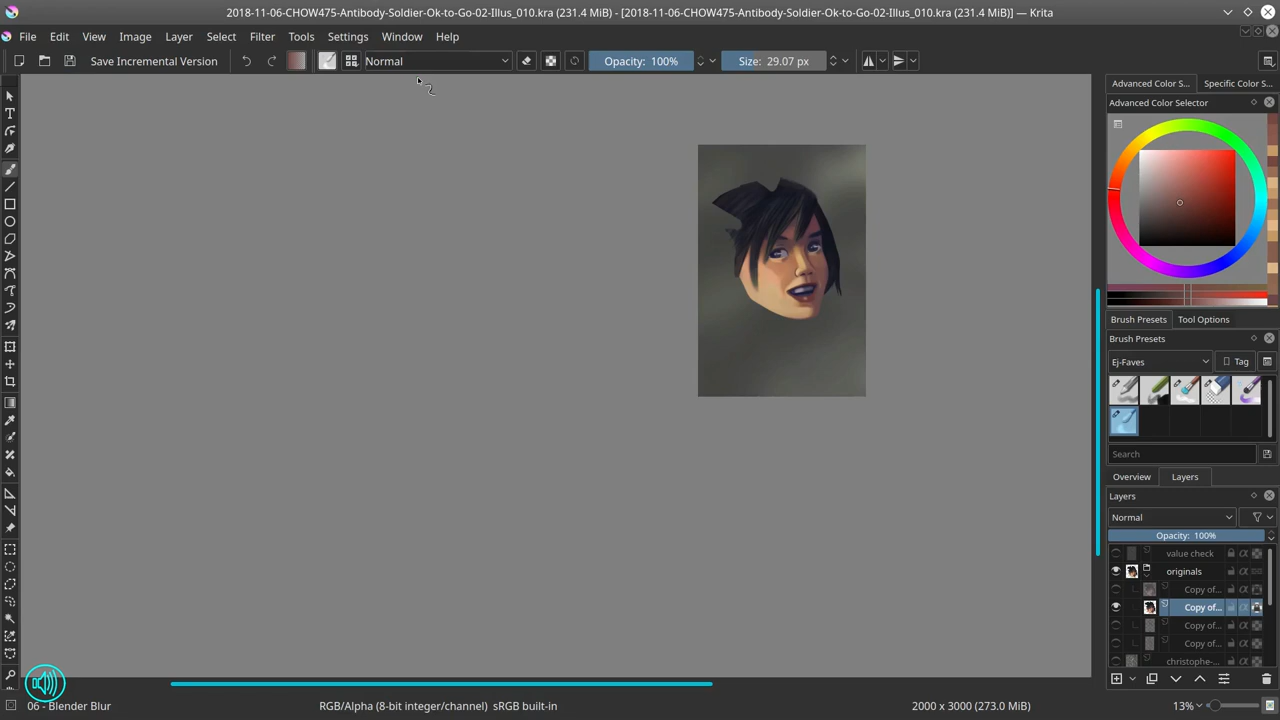 2018-11-06-CHOW475-Antibody-Soldier-Ok-to-Go-02-Illus_010.kra (231.4 MiB) - [2018-11-06-CHOW475-Antibody-Soldier-Ok-to-Go-02-Illus_010.kra (231.4 MiB)] — Krita
File Edit View Image Layer Select Filter Tools Settings Window Help
Save Incremental Version Normal Opacity: 100% Size: 29.07 px
Advanced Color S... Specific Color S...
Advanced Color Selector
Brush Presets Tool Options
Brush Presets
Ej-Faves Tag
Search
Overview Layers
Layers
Normal
Opacity: 100%
value check
originals
Copy of...
Copy of...
Copy of...
Copy of...
christophe-...
06 - Blender Blur RGB/Alpha (8-bit integer/channel) sRGB built-in 2000 x 3000 (273.0 MiB) 13%